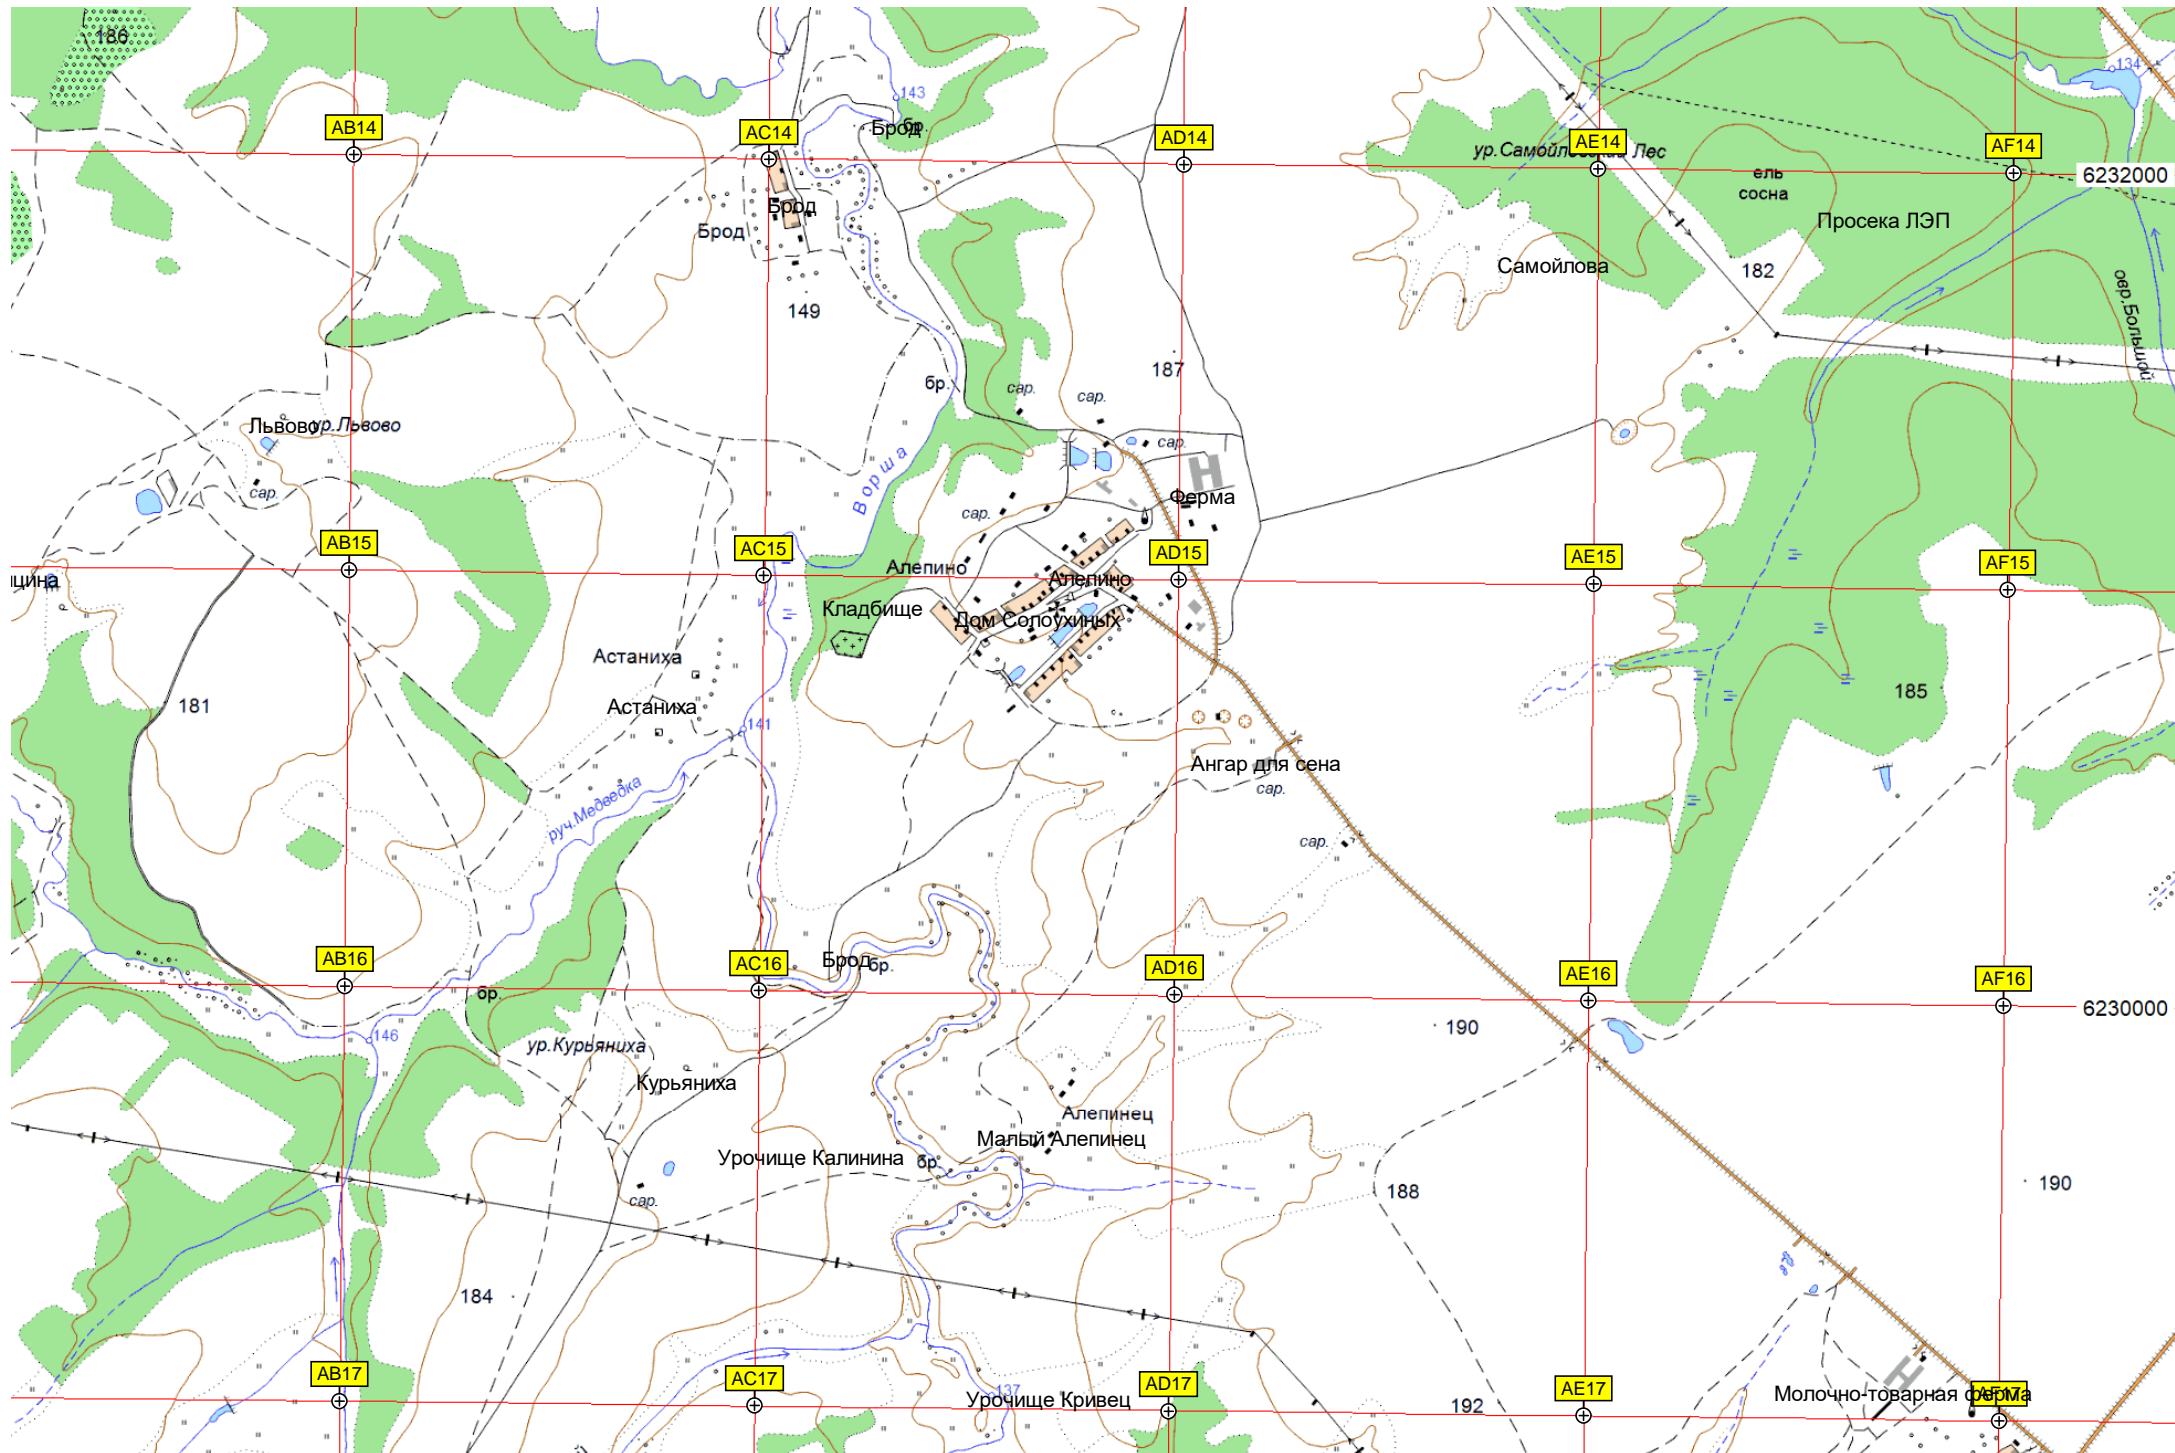 186
134
143
Брод
бр.
AB14
AC14
AD14
AE14
AF14
ур.Самойловский Лес
6232000
ель
сосна
Брод
Брод
Просека ЛЭП
Самойлова
182
149
овр.Большой
187
бр.
сар.
сар.
Львово
ур.Львово
сар.
Ворша
сар.
Ферма
сар.
AB15
AC15
AD15
AE15
AF15
Алепино
Алепино
Кладбище
Дом Солоухиных
Астаниха
Астаниха
181
185
141
Ангар для сена
сар.
руч.Медведка
сар.
AB16
AC16
Брод
бр.
AD16
AE16
AF16
бр.
6230000
146
190
ур.Курьяниха
Курьяниха
Алепинец
Малый Алепинец
Урочище Калинина
бр.
сар.
188
190
184
AB17
AC17
AD17
AE17
AF17
137
Урочище Кривец
192
Молочно-товарная ферма